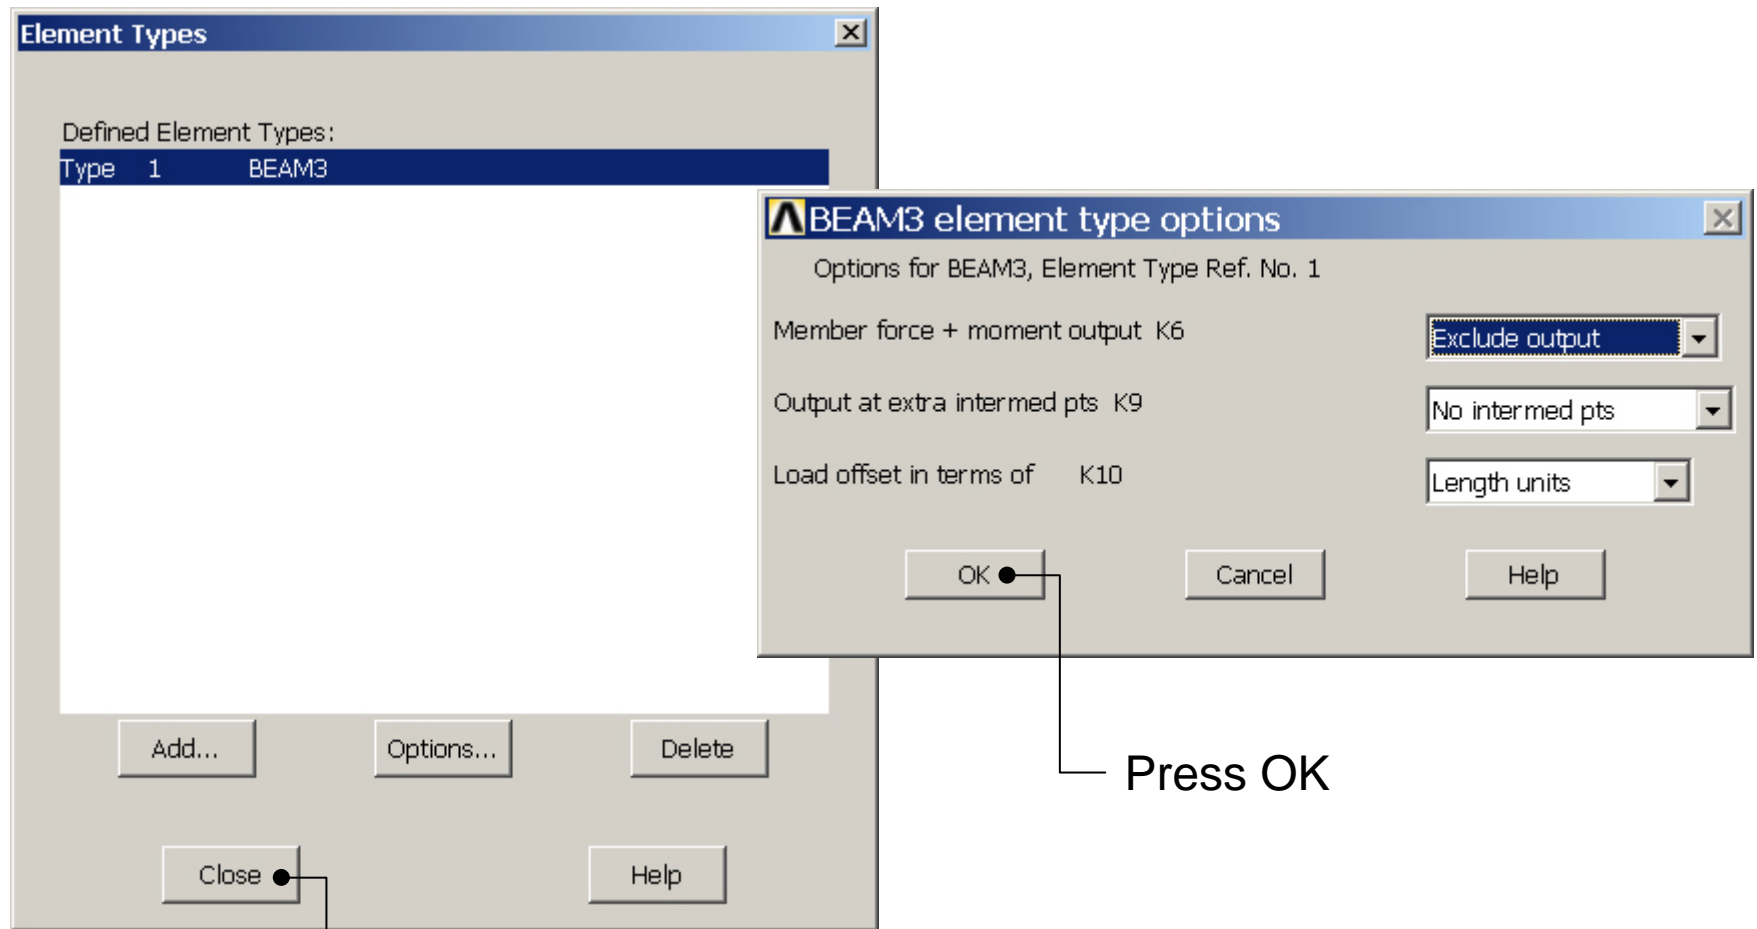 Element Types
Defined Element Types:
Type 1 BEAM3
BEAM3 element type options
Options for BEAM3, Element Type Ref. No. 1
Member force + moment output K6 Exclude output
Output at extra intermed pts K9 No intermed pts
Load offset in terms of K10 Length units
OK Cancel Help
Add... Options... Delete
Press OK
Close Help